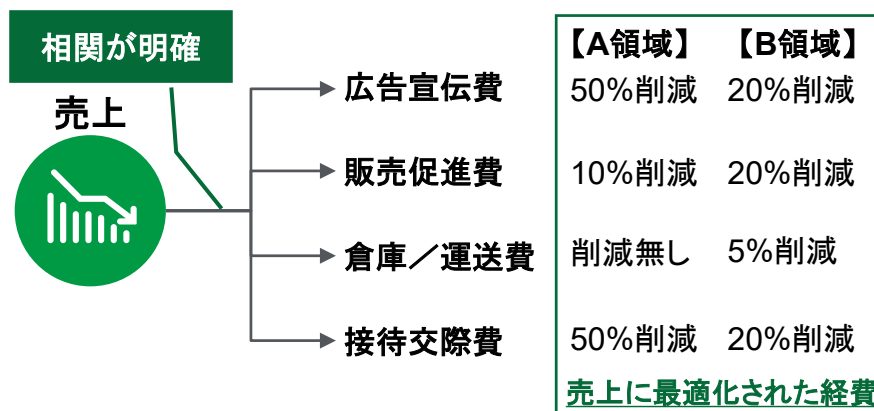 相関が明確
売上
【A領域】 【B領域】
広告宣伝費 50%削減 20%削減
販売促進費 10%削減 20%削減
倉庫／運送費 削減無し 5%削減
接待交際費 50%削減 20%削減
売上に最適化された経費